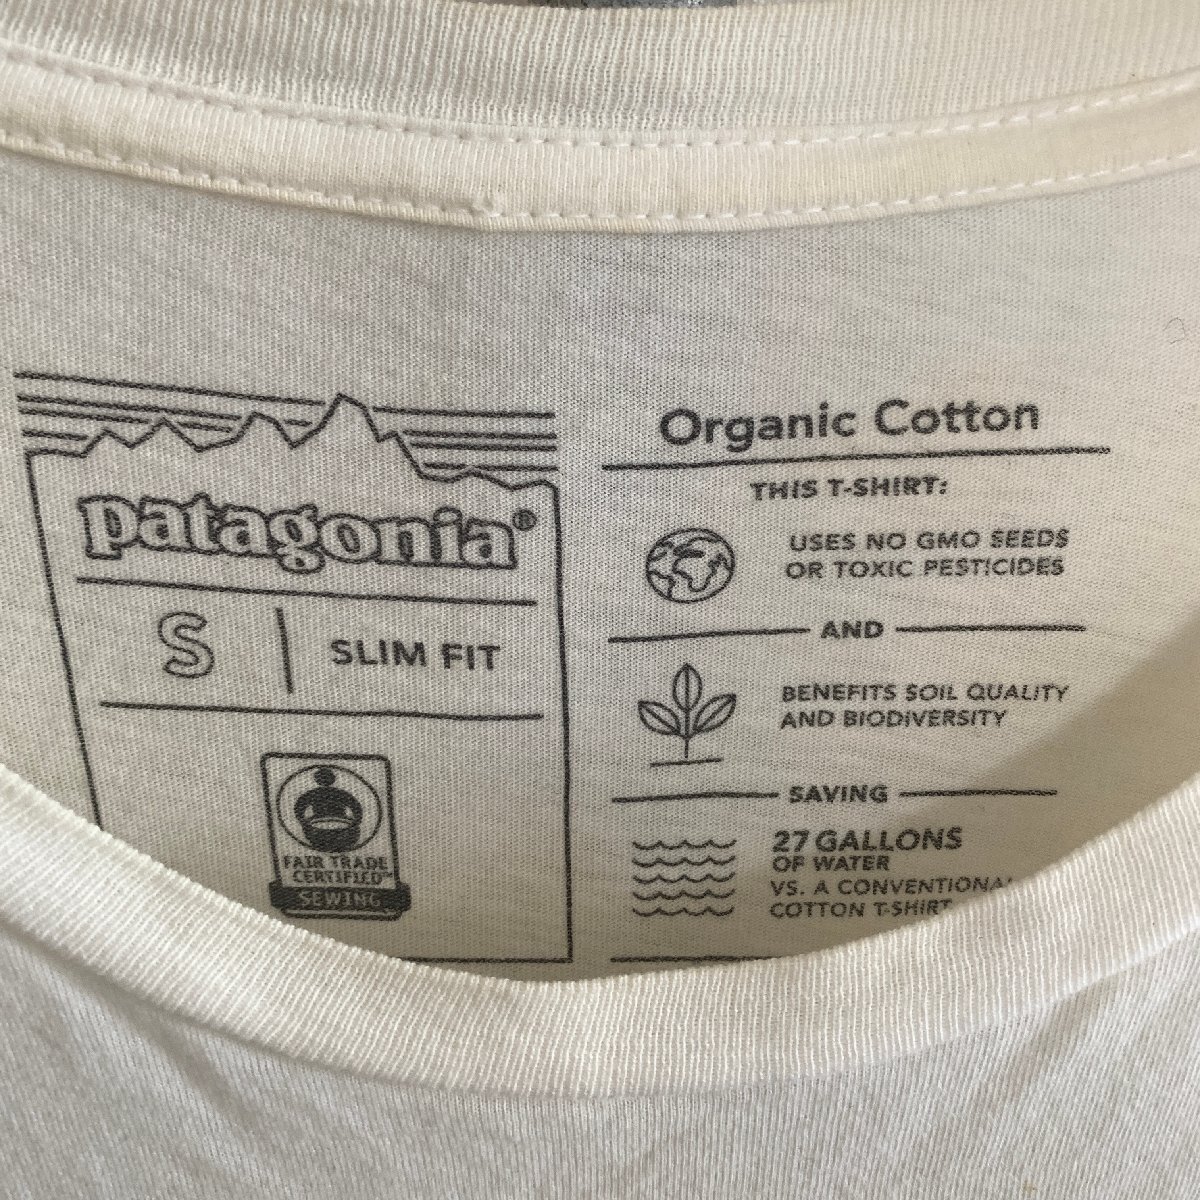 patagonia®
S
SLIM FIT
FAIR TRADE
CERTIFIED™
SEWING
Organic Cotton
THIS T-SHIRT:
USES NO GMO SEEDS
OR TOXIC PESTICIDES
AND
BENEFITS SOIL QUALITY
AND BIODIVERSITY
SAVING
27 GALLONS
OF WATER
VS. A CONVENTIONAL
COTTON T-SHIRT